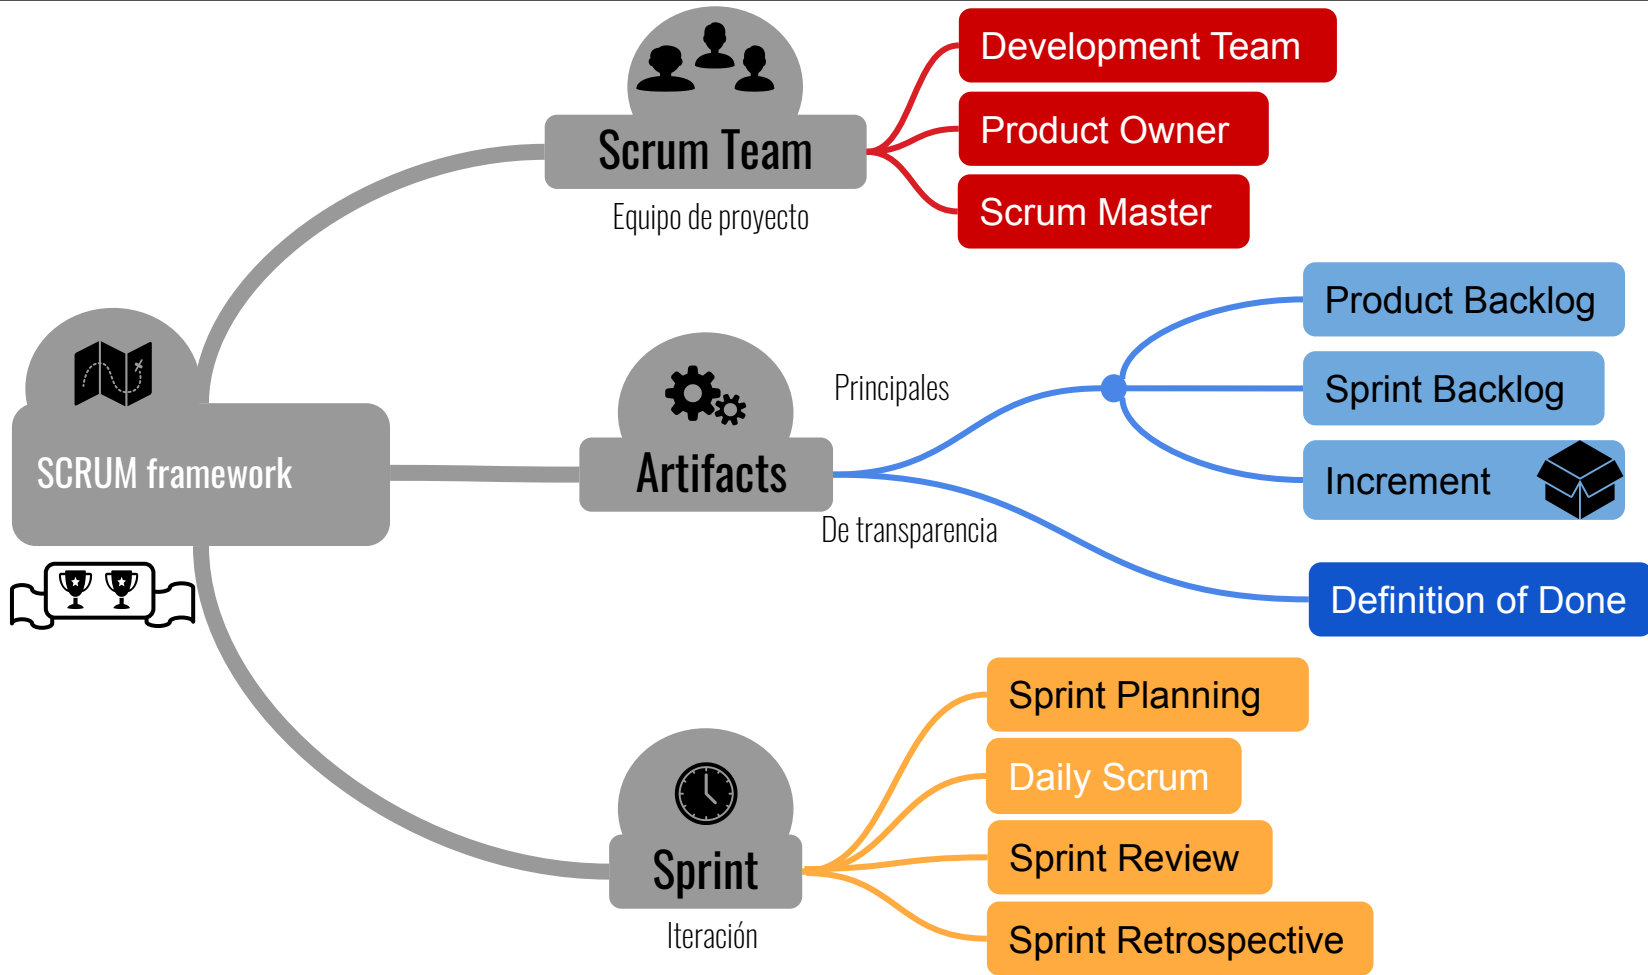 SCRUM framework
Scrum Team
Equipo de proyecto
Development Team
Product Owner
Scrum Master
Artifacts
Principales
Product Backlog
Sprint Backlog
Increment
De transparencia
Definition of Done
Sprint
Iteración
Sprint Planning
Daily Scrum
Sprint Review
Sprint Retrospective